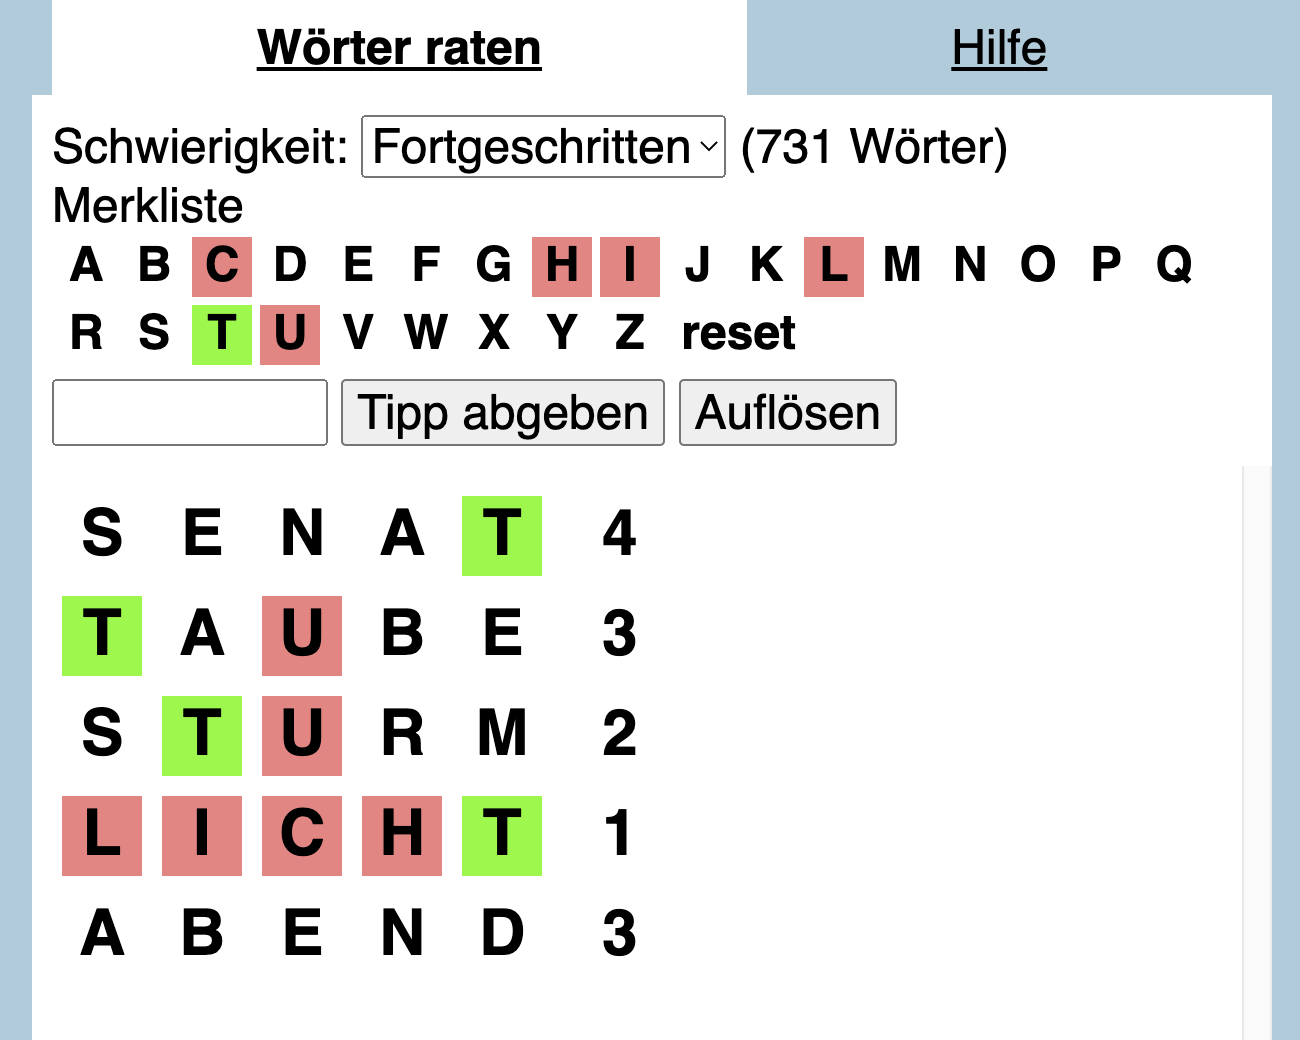 Wörter raten Hilfe
Schwierigkeit: Fortgeschritten (731 Wörter)
Merkliste
A B C D E F G H I J K L M N O P Q
R S T U V W X Y Z reset
Tipp abgeben Auflösen
S E N A T 4
T A U B E 3
S T U R M 2
L I C H T 1
A B E N D 3